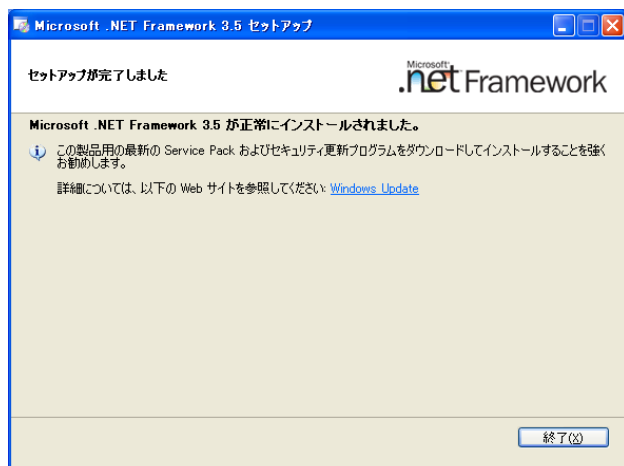 Microsoft .NET Framework 3.5 セットアップ
セットアップが完了しました
Microsoft
.net Framework
Microsoft .NET Framework 3.5 が正常にインストールされました。
この製品用の最新の Service Pack およびセキュリティ更新プログラムをダウンロードしてインストールすることを強く
お勧めします。
詳細については、以下の Web サイトを参照してください: Windows Update
終了(X)